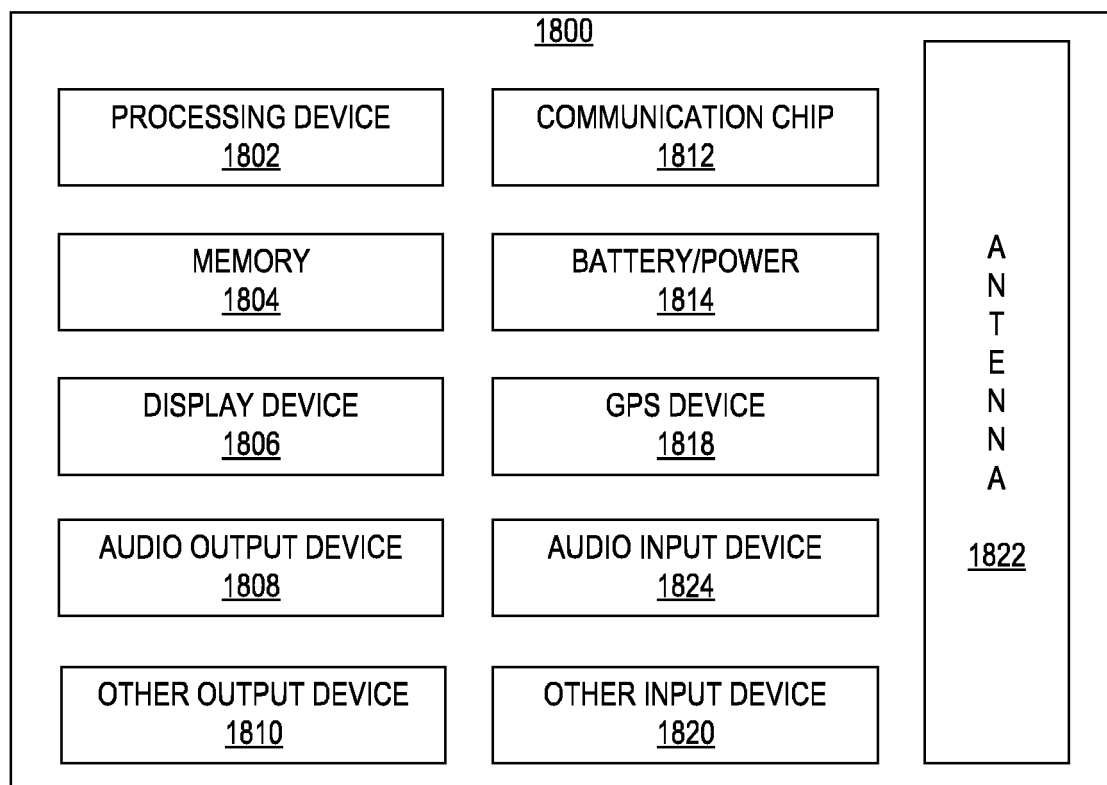 1800
PROCESSING DEVICE
1802
COMMUNICATION CHIP
1812
MEMORY
1804
BATTERY/POWER
1814
DISPLAY DEVICE
1806
GPS DEVICE
1818
AUDIO OUTPUT DEVICE
1808
AUDIO INPUT DEVICE
1824
OTHER OUTPUT DEVICE
1810
OTHER INPUT DEVICE
1820
ANTENNA
1822